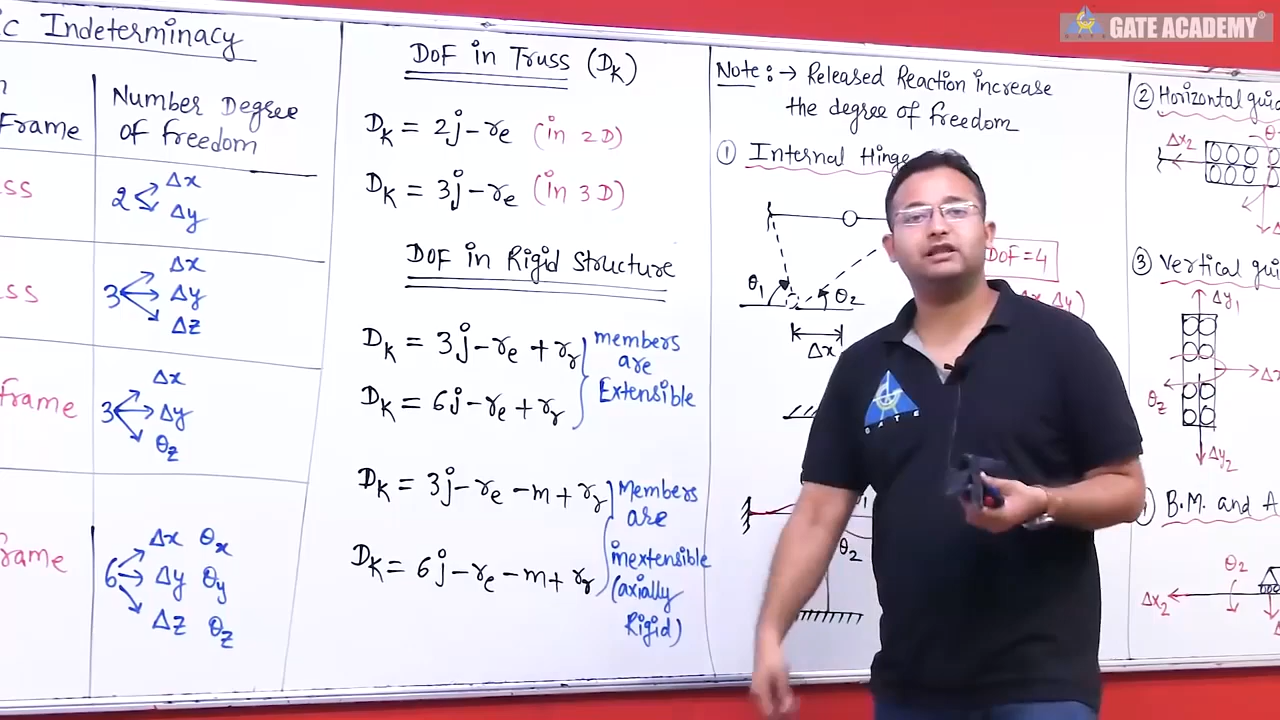 GATE ACADEMY
ic Indeterminacy
Frame
Number Degree
of freedom
ss
2
Δx
Δy
ss
3
Δx
Δy
Δz
frame
3
Δx
Δy
θz
frame
6
Δx θx
Δy θy
Δz θz
DoF in Truss (DK)
DK = 2j - re (in 2D)
DK = 3j - re (in 3D)
DoF in Rigid Structure
DK = 3j - re + rr
DK = 6j - re + rr
members
are
Extensible
DK = 3j - re - m + rr
DK = 6j - re - m + rr
Members
are
inextensible
(axially
Rigid)
Note : → Released Reaction increase
the degree of freedom
① Internal Hinge
DoF = 4
θ1
θ2
Δx
θ2
② Horizontal gui
Δx2
③ Vertical gui
Δy1
θz
Δy2
B.M. and A
θ2
Δx2
GATE